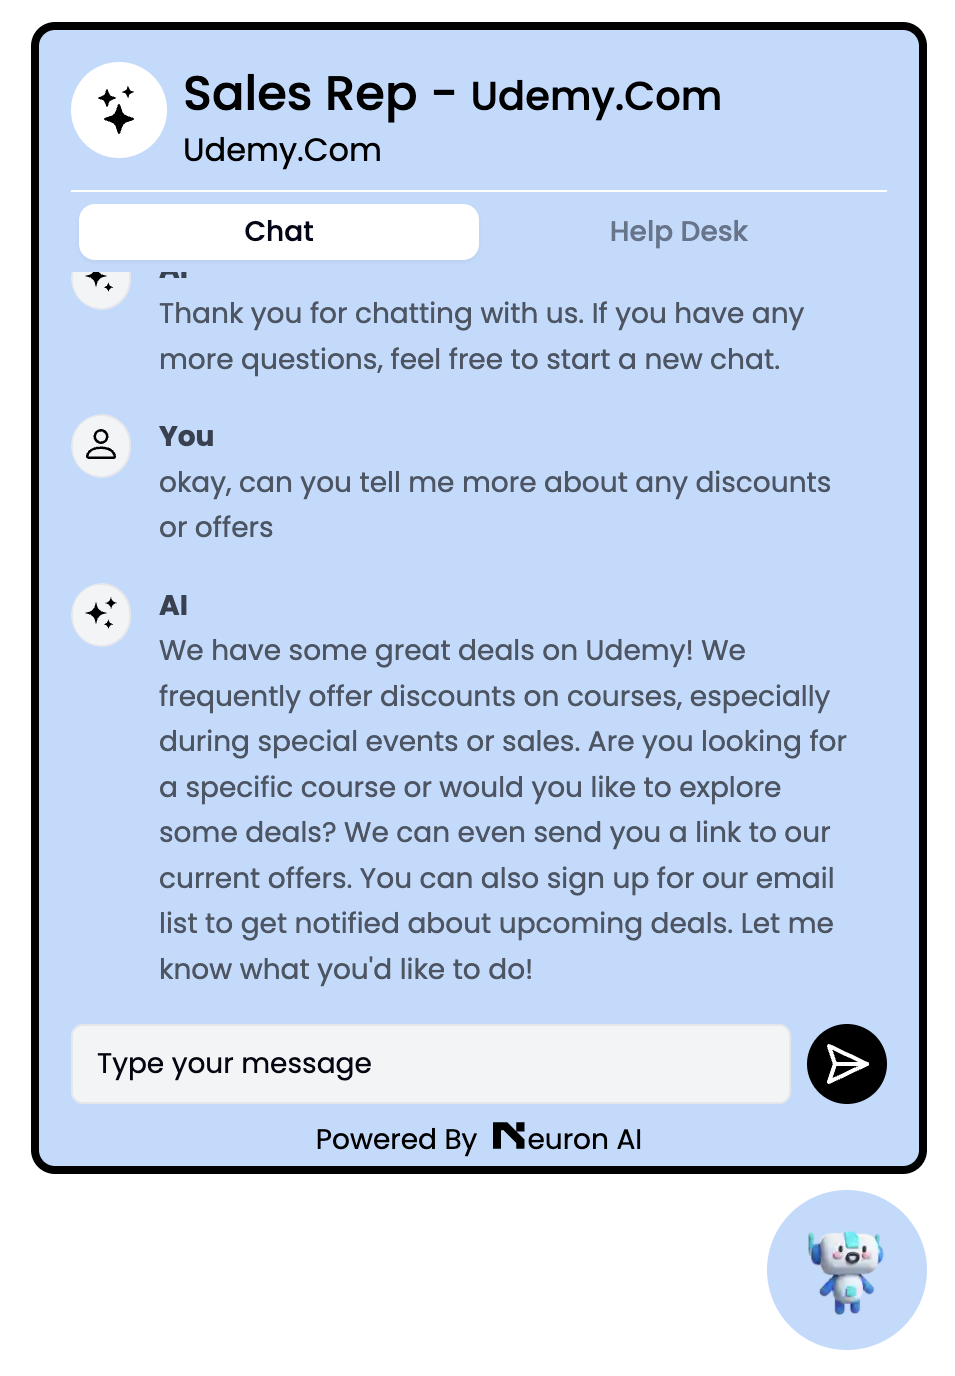 Sales Rep - Udemy.Com
Udemy.Com
Chat
Help Desk
AI
Thank you for chatting with us. If you have any
more questions, feel free to start a new chat.
You
okay, can you tell me more about any discounts
or offers
AI
We have some great deals on Udemy! We
frequently offer discounts on courses, especially
during special events or sales. Are you looking for
a specific course or would you like to explore
some deals? We can even send you a link to our
current offers. You can also sign up for our email
list to get notified about upcoming deals. Let me
know what you'd like to do!
Type your message
Powered By Neuron AI